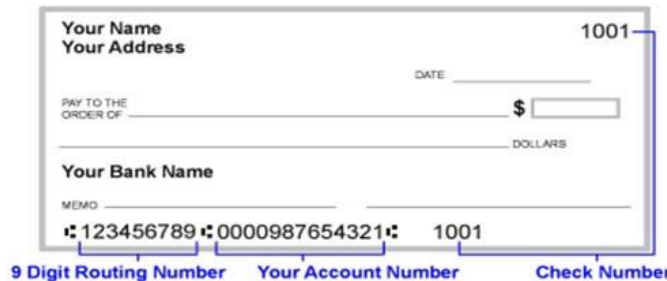 Your Name 1001
Your Address
DATE
PAY TO THE
ORDER OF $
DOLLARS
Your Bank Name
MEMO
⑆123456789⑆0000987654321⑆ 1001
9 Digit Routing Number Your Account Number Check Number